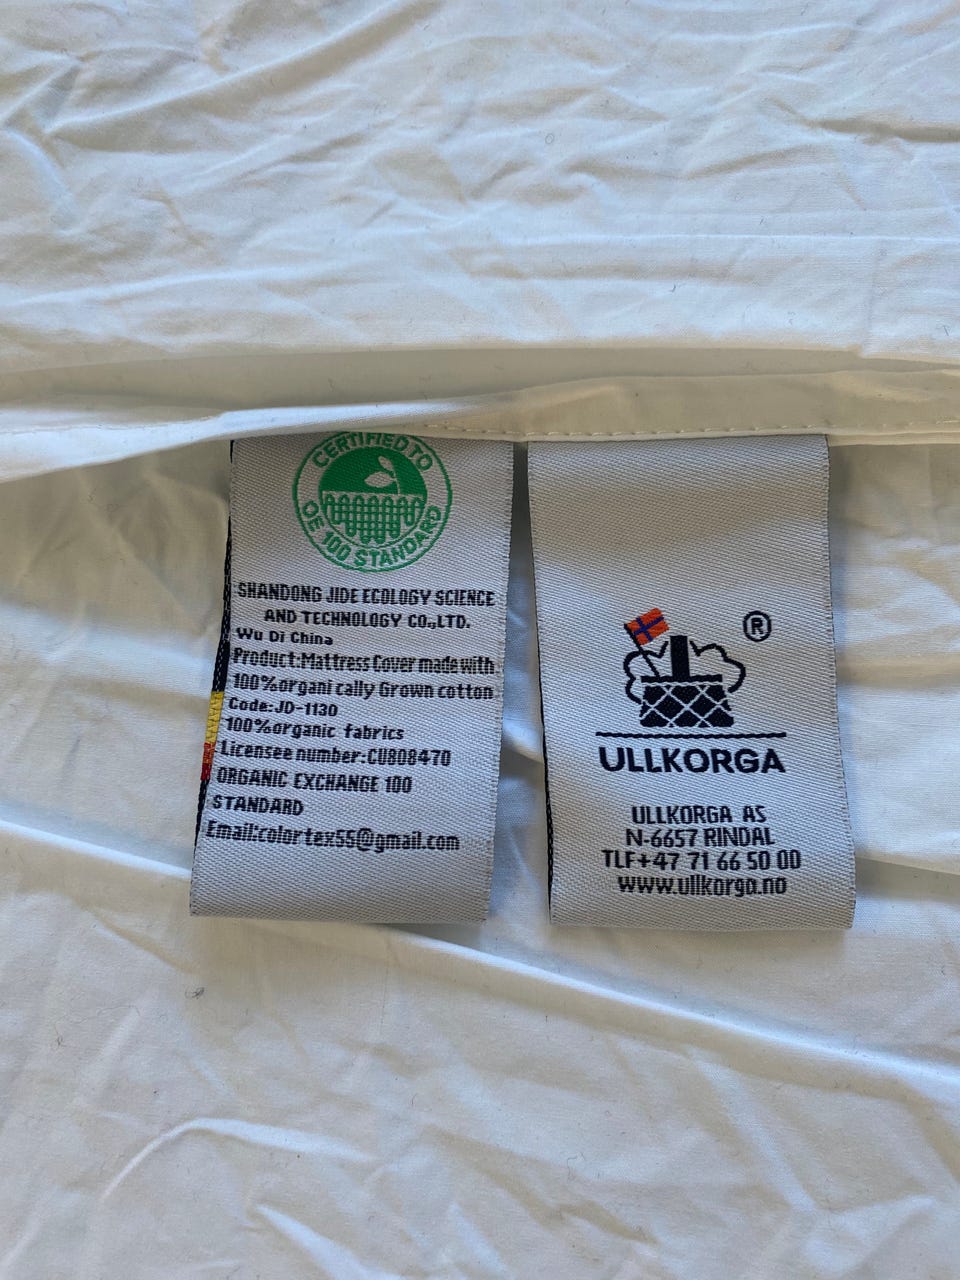 CERTIFIED TO
OE 100 STANDARD
SHANDONG JIDE ECOLOGY SCIENCE
AND TECHNOLOGY CO.,LTD.
Wu Di China
Product:Mattress Cover made with
100%organi cally Grown cotton
Code:JD-1130
100%organic fabrics
Licensee number:CU808470
ORGANIC EXCHANGE 100
STANDARD
Email:colortex55@gmail.com
®
ULLKORGA
ULLKORGA AS
N-6657 RINDAL
TLF+47 71 66 50 00
www.ullkorga.no